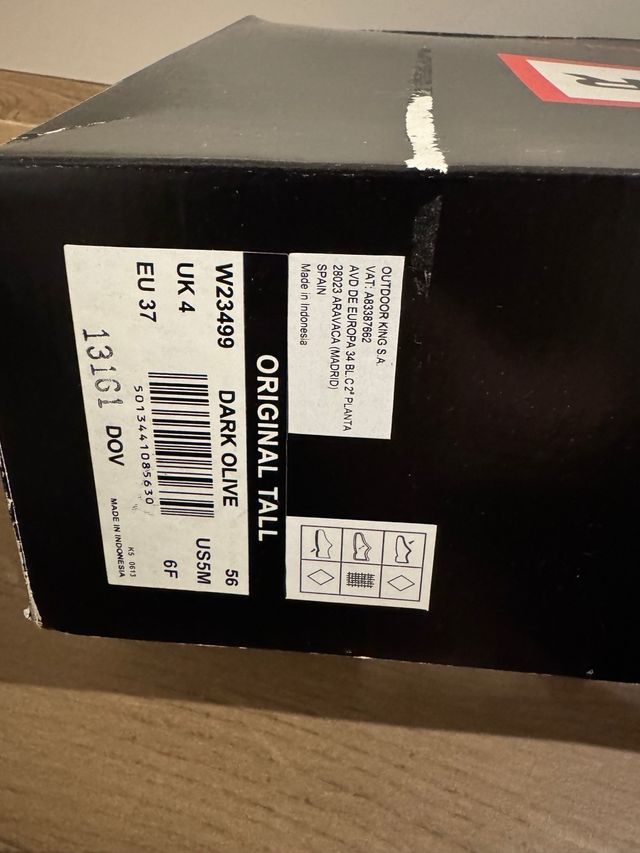 ORIGINAL TALL
W23499 DARK OLIVE 56
UK 4 US5M
EU 37 6F
5013441085630
13161 DOV
K5 0613
MADE IN INDONESIA
OUTDOOR KING S.A.
VAT: A83387662
AVD DE EUROPA 34 BL.C 2ª PLANTA
28023 ARAVACA (MADRID)
SPAIN
Made in Indonesia